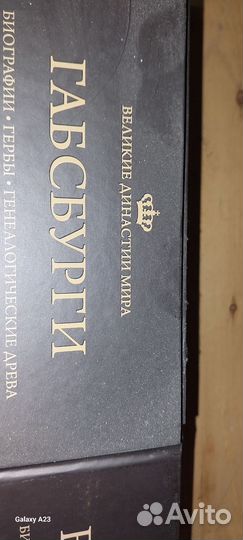 ВЕЛИКИЕ ДИНАСТИИ МИРА
ГАБСБУРГИ
БИОГРАФИИ • ГЕРБЫ • ГЕНЕАЛОГИЧЕСКИЕ ДРЕВА
Galaxy A23
Avito